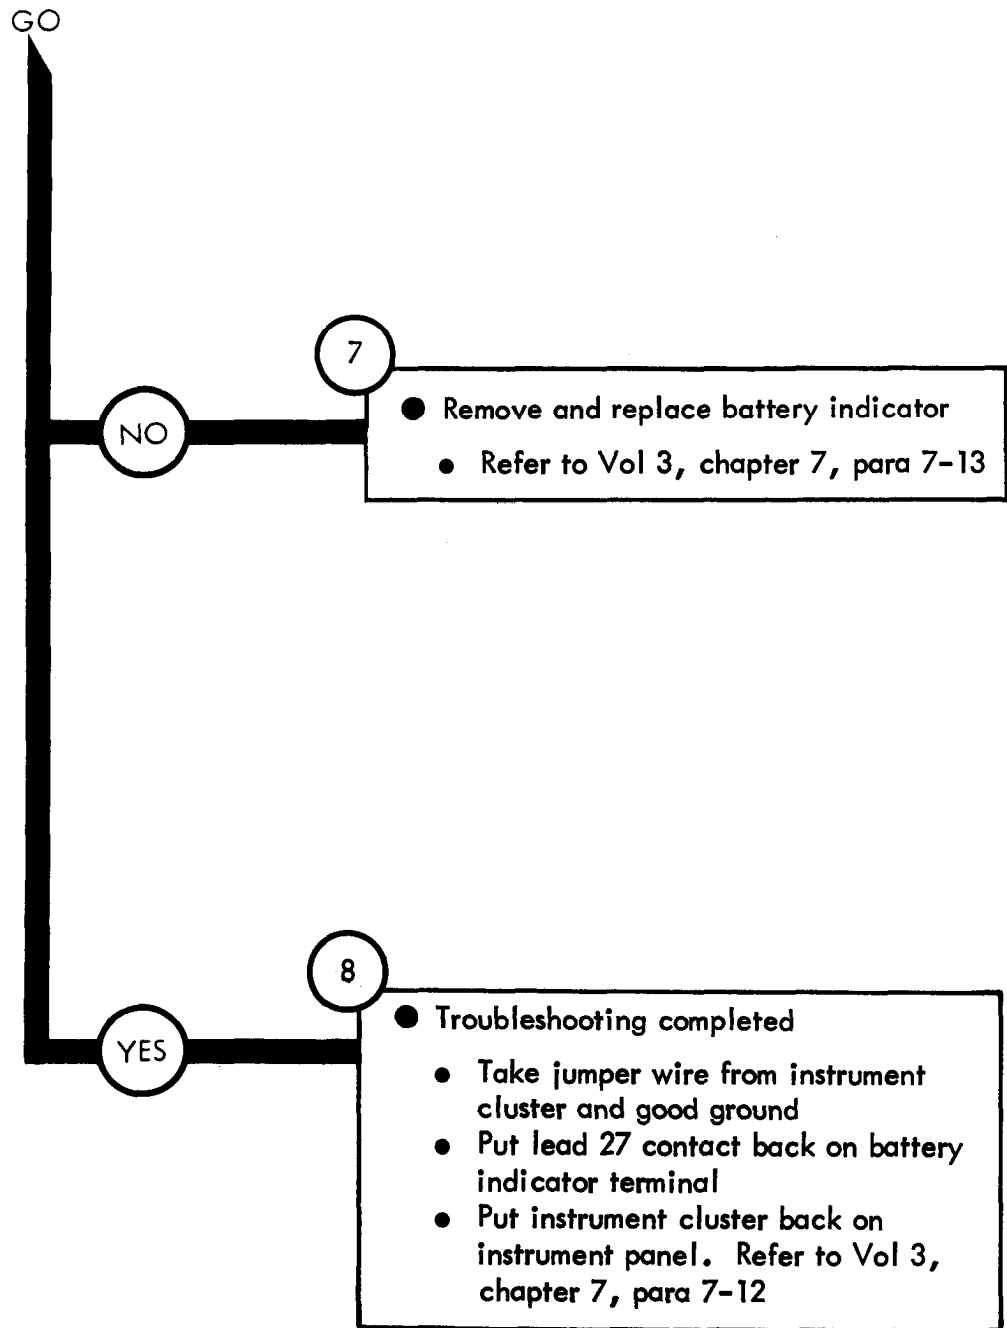 GO
7
NO
● Remove and replace battery indicator
● Refer to Vol 3, chapter 7, para 7-13
8
YES
● Troubleshooting completed
● Take jumper wire from instrument
cluster and good ground
● Put lead 27 contact back on battery
indicator terminal
● Put instrument cluster back on
instrument panel. Refer to Vol 3,
chapter 7, para 7-12